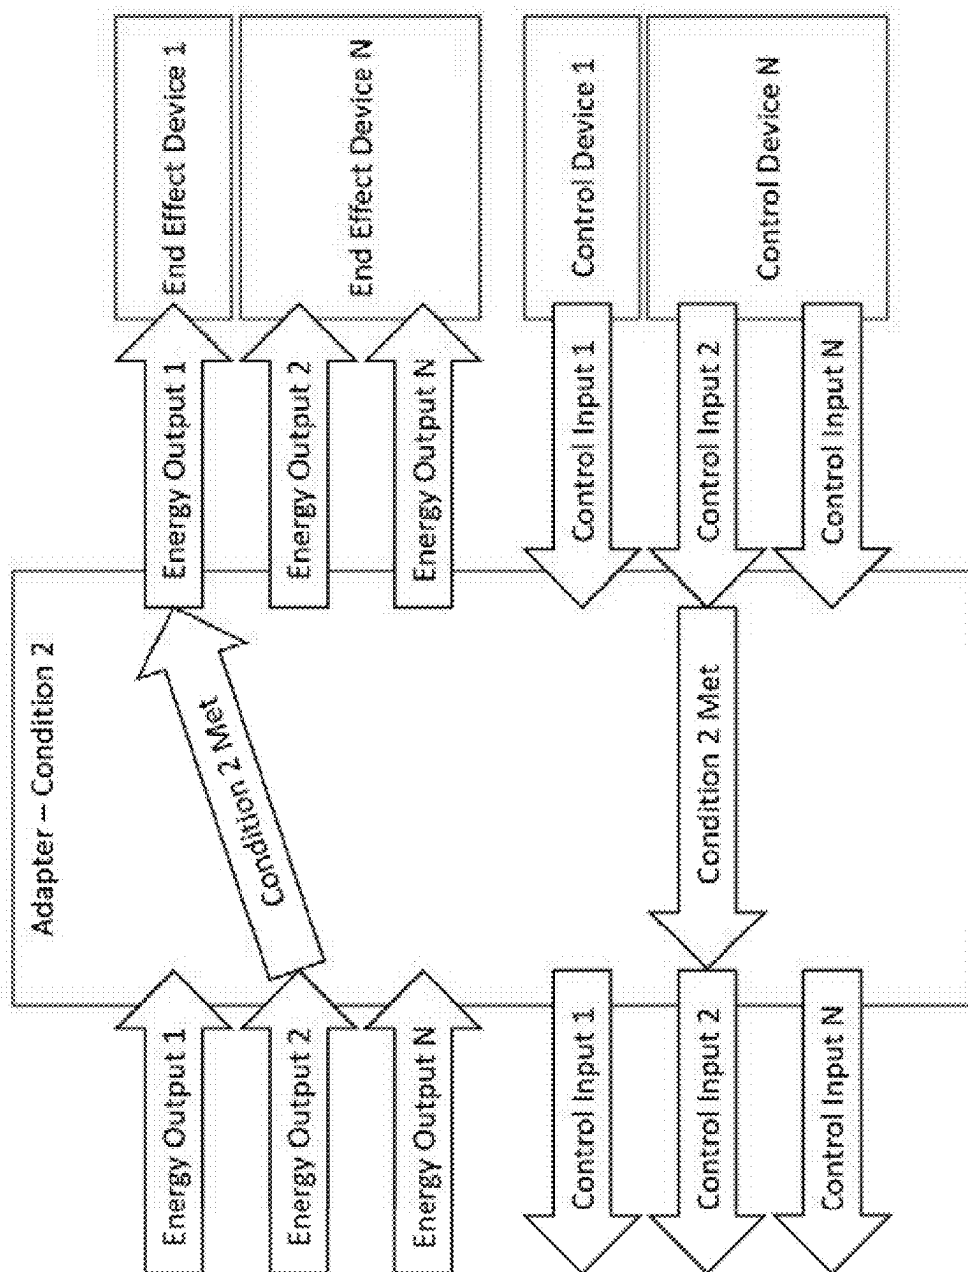 Adapter – Condition 2
Energy Output 1
Energy Output 2
Energy Output N
Condition 2 Met
Energy Output 1
Energy Output 2
Energy Output N
End Effect Device 1
End Effect Device N
Control Input 1
Control Input 2
Control Input N
Condition 2 Met
Control Input 1
Control Input 2
Control Input N
Control Device 1
Control Device N